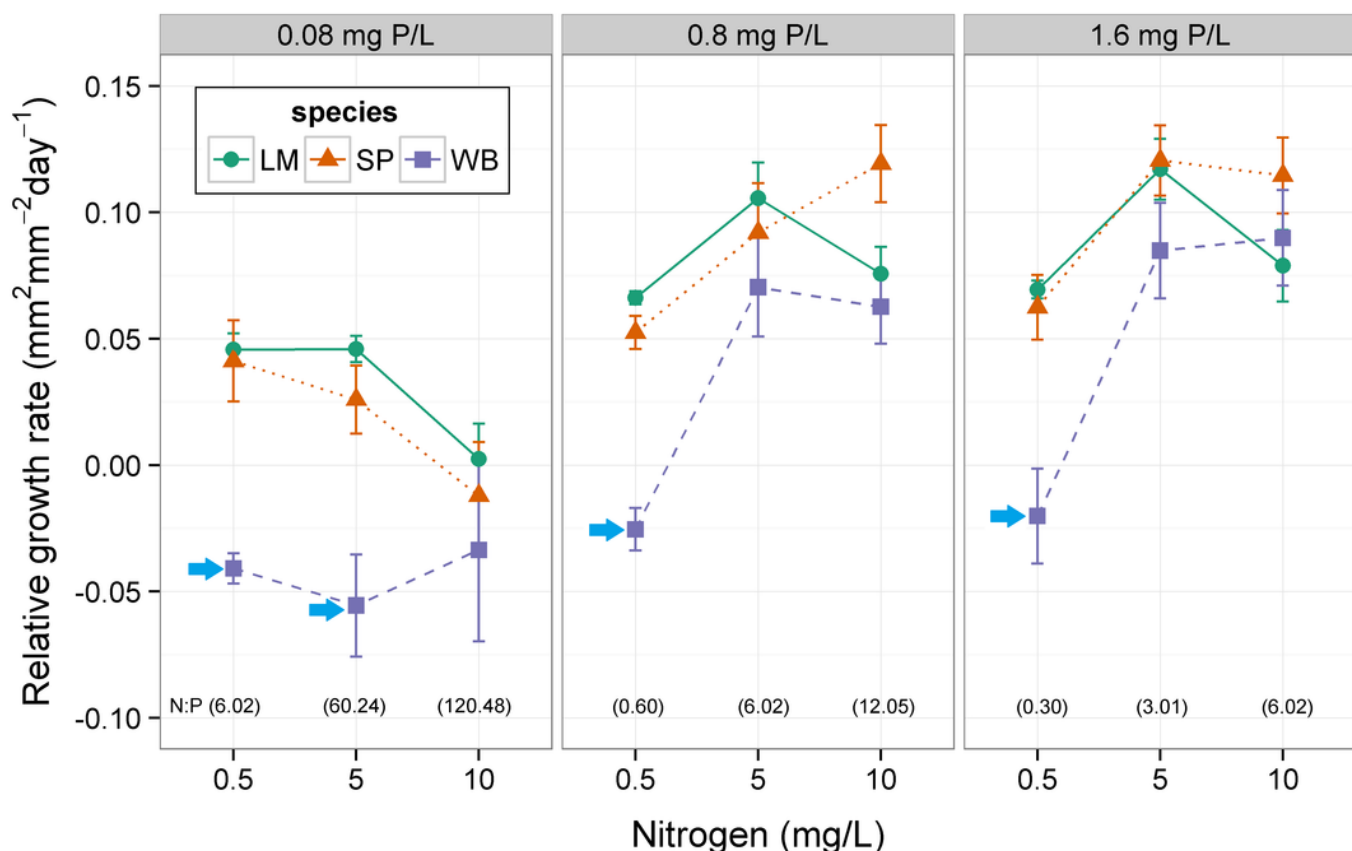 0.08 mg P/L 0.8 mg P/L 1.6 mg P/L
species
LM SP WB
Relative growth rate (mm²mm⁻²day⁻¹)
0.15
0.10
0.05
0.00
-0.05
-0.10
N:P (6.02) (60.24) (120.48) (0.60) (6.02) (12.05) (0.30) (3.01) (6.02)
0.5 5 10 0.5 5 10 0.5 5 10
Nitrogen (mg/L)